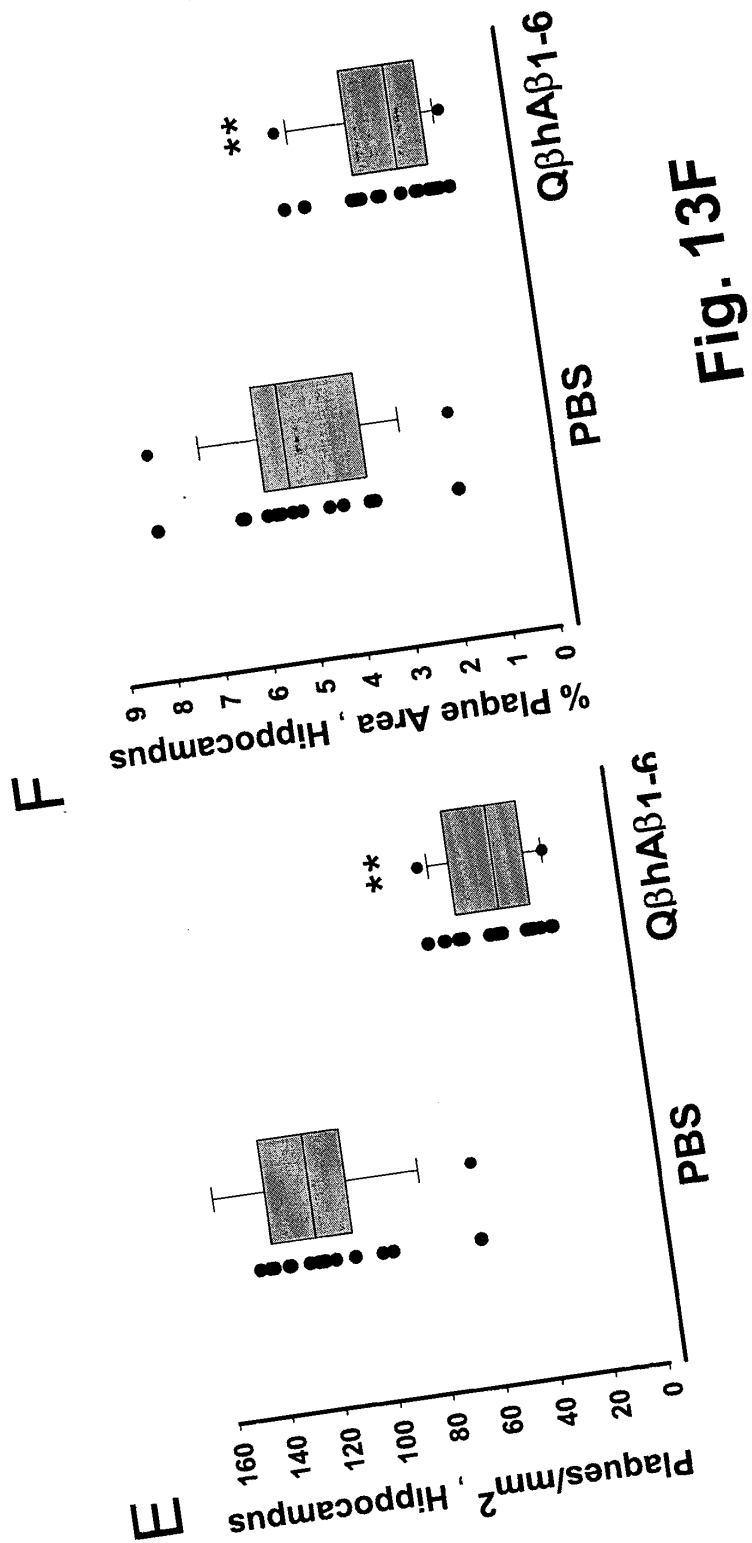 E
Plaques/mm², Hippocampus
160
140
120
100
80
60
40
20
0
**
PBS
QβhAβ1-6
F
% Plaque Area, Hippocampus
9
8
7
6
5
4
3
2
1
0
**
PBS
QβhAβ1-6
Fig. 13F